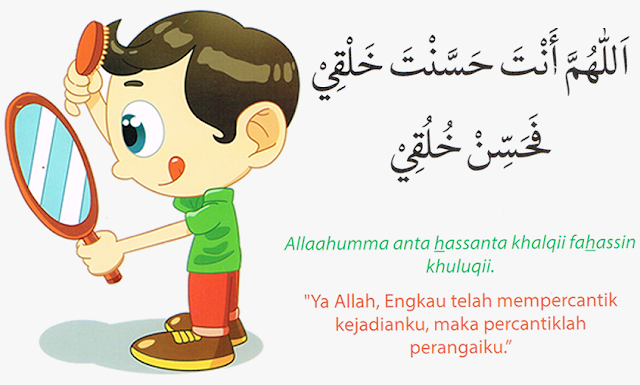 اَللّٰهُمَّ أَنْتَ حَسَّنْتَ خَلْقِيْ
فَحَسِّنْ خُلُقِيْ
Allaahumma anta hassanta khalqii fahassin
khuluqii.
"Ya Allah, Engkau telah mempercantik
kejadianku, maka percantiklah
perangaiku.”